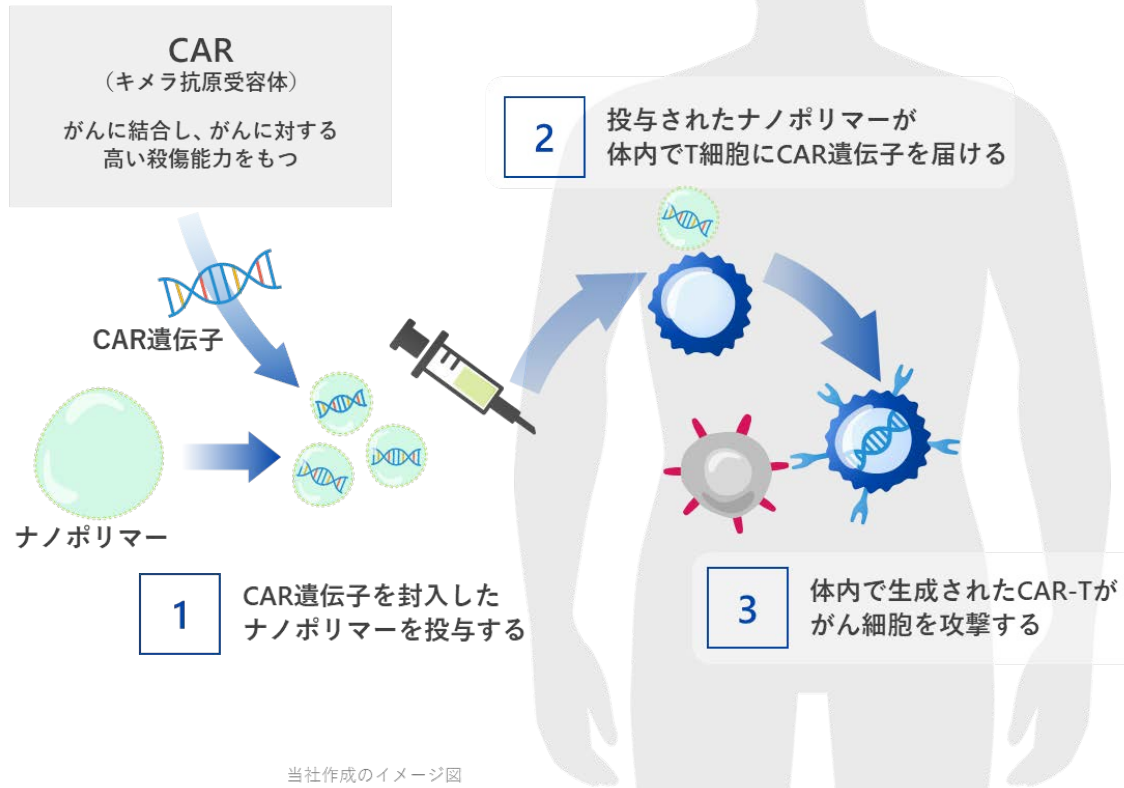 CAR
（キメラ抗原受容体）
がんに結合し、がんに対する
高い殺傷能力をもつ
CAR遺伝子
ナノポリマー
1
CAR遺伝子を封入した
ナノポリマーを投与する
2
投与されたナノポリマーが
体内でT細胞にCAR遺伝子を届ける
3
体内で生成されたCAR-Tが
がん細胞を攻撃する
当社作成のイメージ図